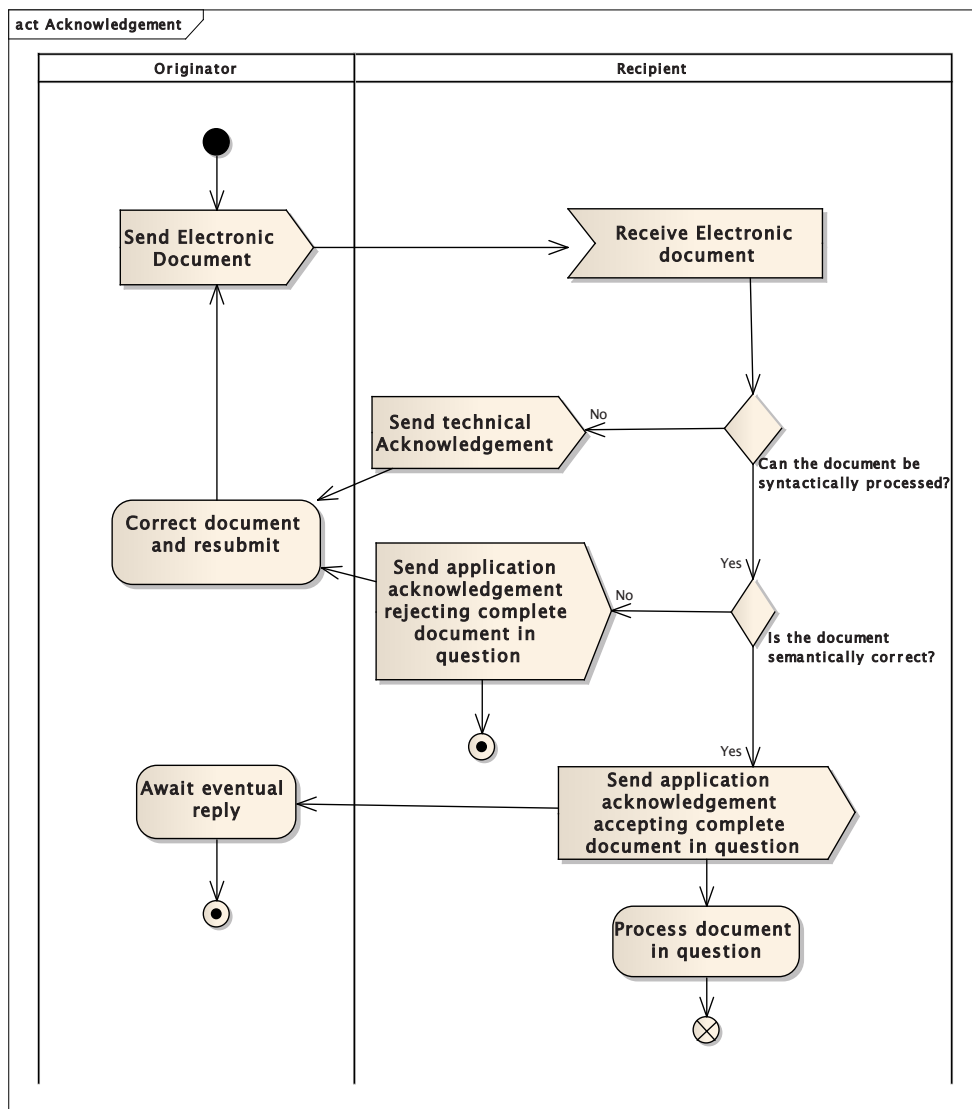 act Acknowledgement
Originator
Recipient
Send Electronic
Document
Receive Electronic
document
Send technical
Acknowledgement
No
Can the document be
syntactically processed?
Correct document
and resubmit
Yes
Send application
acknowledgement
rejecting complete
document in
question
No
Is the document
semantically correct?
Yes
Await eventual
reply
Send application
acknowledgement
accepting complete
document in question
Process document
in question